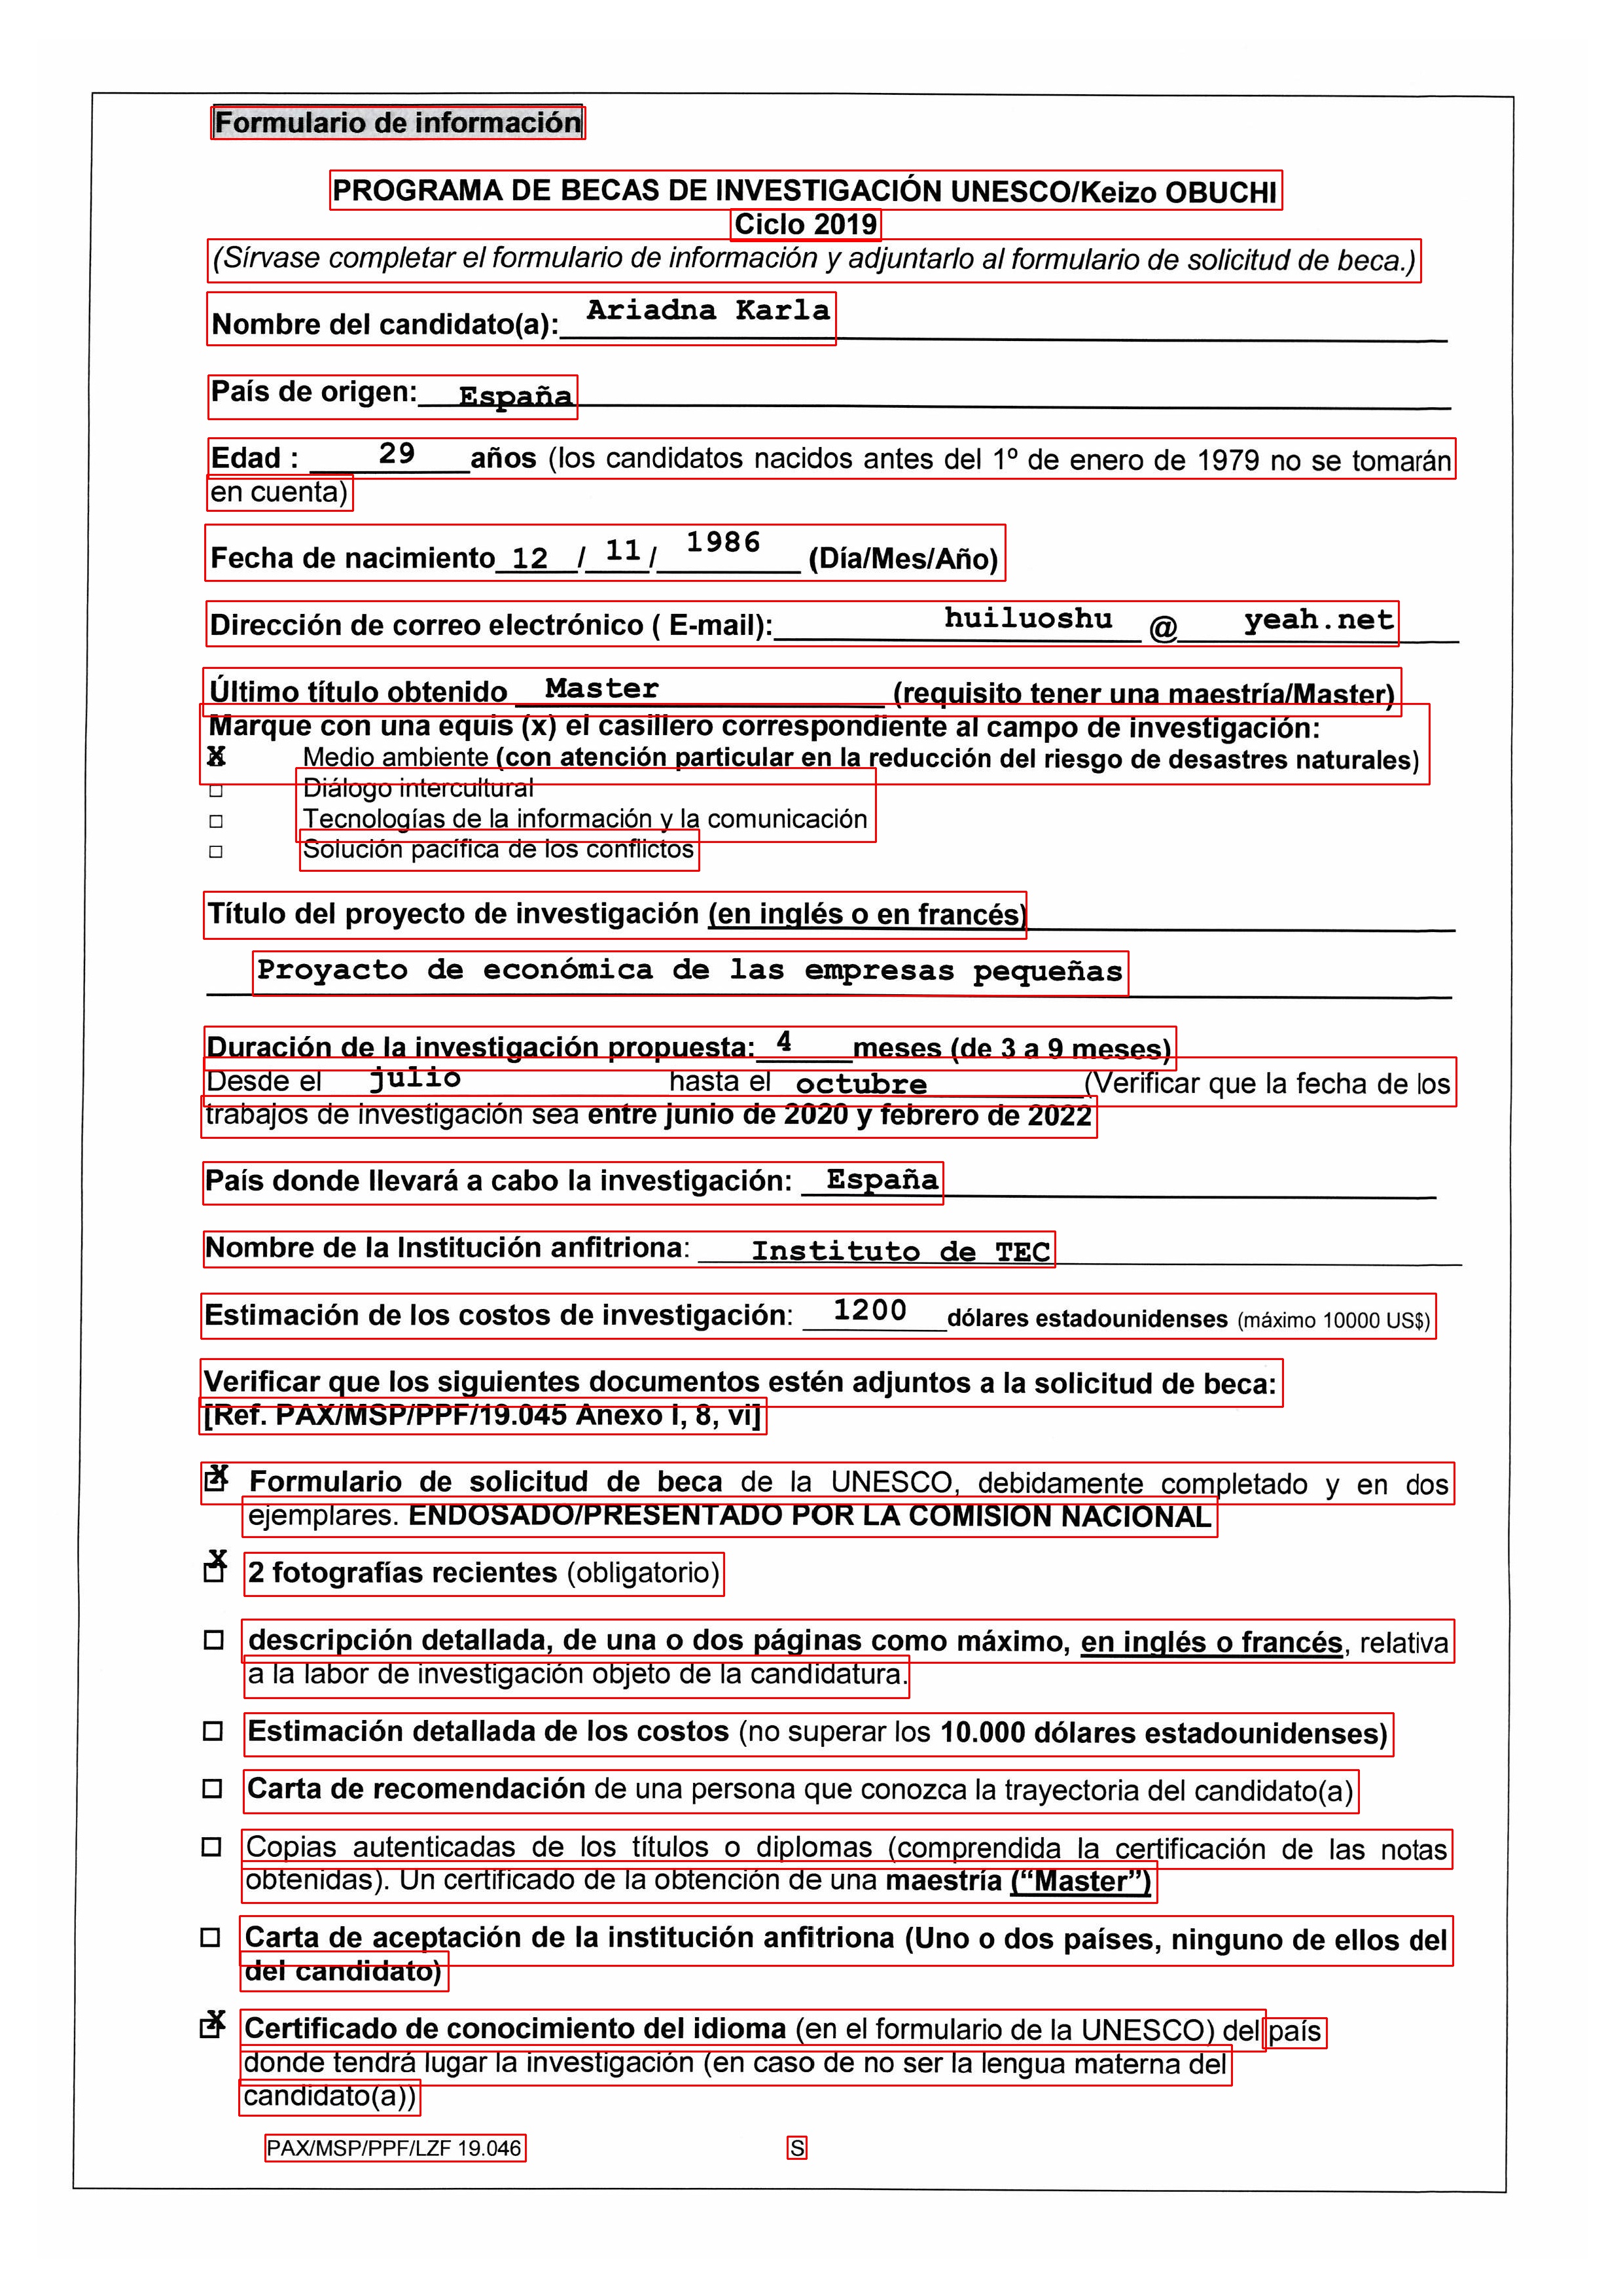 Formulario de información
PROGRAMA DE BECAS DE INVESTIGACIÓN UNESCO/Keizo OBUCHI
Ciclo 2019
(Sírvase completar el formulario de información y adjuntarlo al formulario de solicitud de beca.)
Nombre del candidato(a): Ariadna Karla
País de origen: España
Edad : 29 años (los candidatos nacidos antes del 1º de enero de 1979 no se tomarán
en cuenta)
Fecha de nacimiento 12 / 11 / 1986 (Día/Mes/Año)
Dirección de correo electrónico ( E-mail): huiluoshu @ yeah.net
Último título obtenido Master (requisito tener una maestría/Master)
Marque con una equis (x) el casillero correspondiente al campo de investigación:
X Medio ambiente (con atención particular en la reducción del riesgo de desastres naturales)
□ Diálogo intercultural
□ Tecnologías de la información y la comunicación
□ Solución pacífica de los conflictos
Título del proyecto de investigación (en inglés o en francés)
Proyacto de económica de las empresas pequeñas
Duración de la investigación propuesta: 4 meses (de 3 a 9 meses)
Desde el julio hasta el octubre (Verificar que la fecha de los
trabajos de investigación sea entre junio de 2020 y febrero de 2022
País donde llevará a cabo la investigación: España
Nombre de la Institución anfitriona: Instituto de TEC
Estimación de los costos de investigación: 1200 dólares estadounidenses (máximo 10000 US$)
Verificar que los siguientes documentos estén adjuntos a la solicitud de beca:
[Ref. PAX/MSP/PPF/19.045 Anexo I, 8, vi]
X Formulario de solicitud de beca de la UNESCO, debidamente completado y en dos
ejemplares. ENDOSADO/PRESENTADO POR LA COMISION NACIONAL
X 2 fotografías recientes (obligatorio)
□ descripción detallada, de una o dos páginas como máximo, en inglés o francés, relativa
a la labor de investigación objeto de la candidatura.
□ Estimación detallada de los costos (no superar los 10.000 dólares estadounidenses)
□ Carta de recomendación de una persona que conozca la trayectoria del candidato(a)
□ Copias autenticadas de los títulos o diplomas (comprendida la certificación de las notas
obtenidas). Un certificado de la obtención de una maestría (“Master”)
□ Carta de aceptación de la institución anfitriona (Uno o dos países, ninguno de ellos del
del candidato)
X Certificado de conocimiento del idioma (en el formulario de la UNESCO) del país
donde tendrá lugar la investigación (en caso de no ser la lengua materna del
candidato(a))
PAX/MSP/PPF/LZF 19.046 S